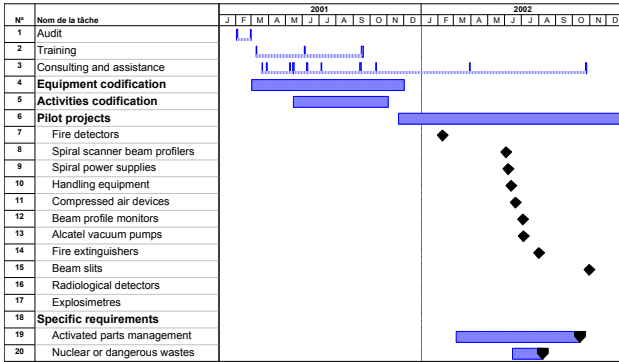 2001 2002
Nº Nom de la tâche J F M A M J J A S O N D J F M A M J J A S O N D
1 Audit
2 Training
3 Consulting and assistance
4 Equipment codification
5 Activities codification
6 Pilot projects
7 Fire detectors
8 Spiral scanner beam profilers
9 Spiral power supplies
10 Handling equipment
11 Compressed air devices
12 Beam profile monitors
13 Alcatel vacuum pumps
14 Fire extinguishers
15 Beam slits
16 Radiological detectors
17 Explosimetres
18 Specific requirements
19 Activated parts management
20 Nuclear or dangerous wastes